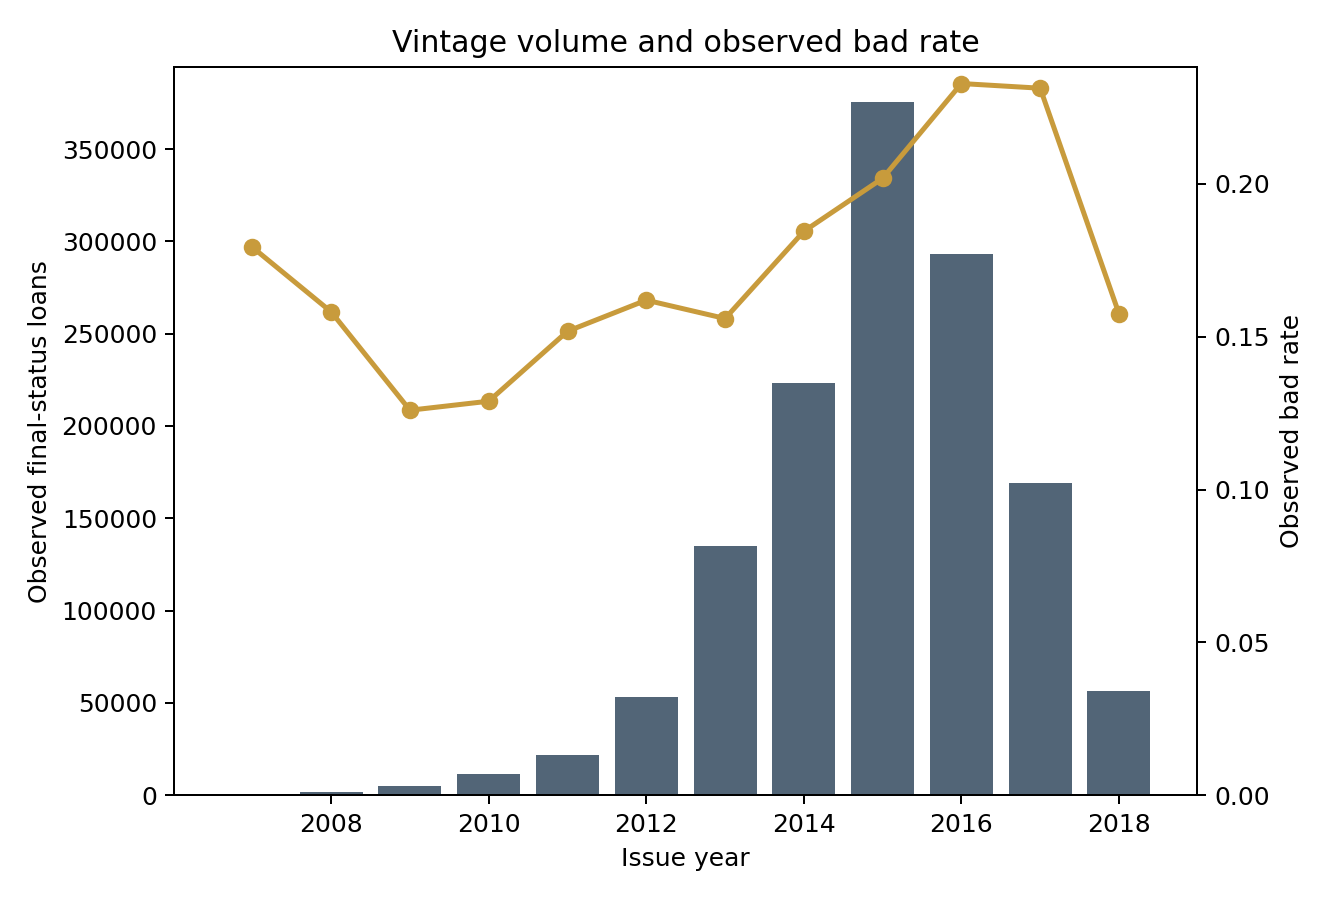 Vintage volume and observed bad rate
Observed final-status loans
350000
300000
250000
200000
150000
100000
50000
0
0.20
0.15
0.10
0.05
0.00
Observed bad rate
2008 2010 2012 2014 2016 2018
Issue year